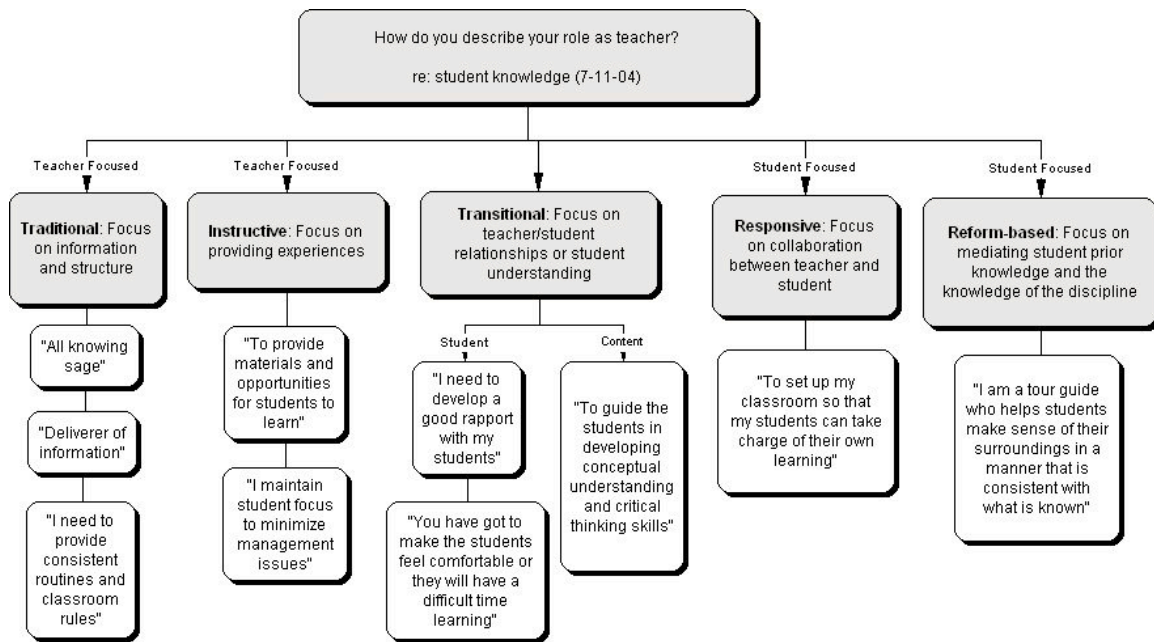 How do you describe your role as teacher?
re: student knowledge (7-11-04)
Teacher Focused
Traditional: Focus
on information
and structure
"All knowing
sage"
"Deliverer of
information"
"I need to
provide
consistent
routines and
classroom
rules"
Teacher Focused
Instructive: Focus on
providing experiences
"To provide
materials and
opportunities
for students to
learn"
"I maintain
student focus
to minimize
management
issues"
Transitional: Focus on
teacher/student
relationships or student
understanding
Student
"I need to
develop a
good rapport
with my
students"
"You have got to
make the students
feel comfortable or
they will have a
difficult time
learning"
Content
"To guide the
students in
developing
conceptual
understanding
and critical
thinking skills"
Student Focused
Responsive: Focus
on collaboration
between teacher and
student
"To set up my
classroom so that
my students can take
charge of their own
learning"
Student Focused
Reform-based: Focus on
mediating student prior
knowledge and the
knowledge of the discipline
"I am a tour guide
who helps students
make sense of their
surroundings in a
manner that is
consistent with
what is known"